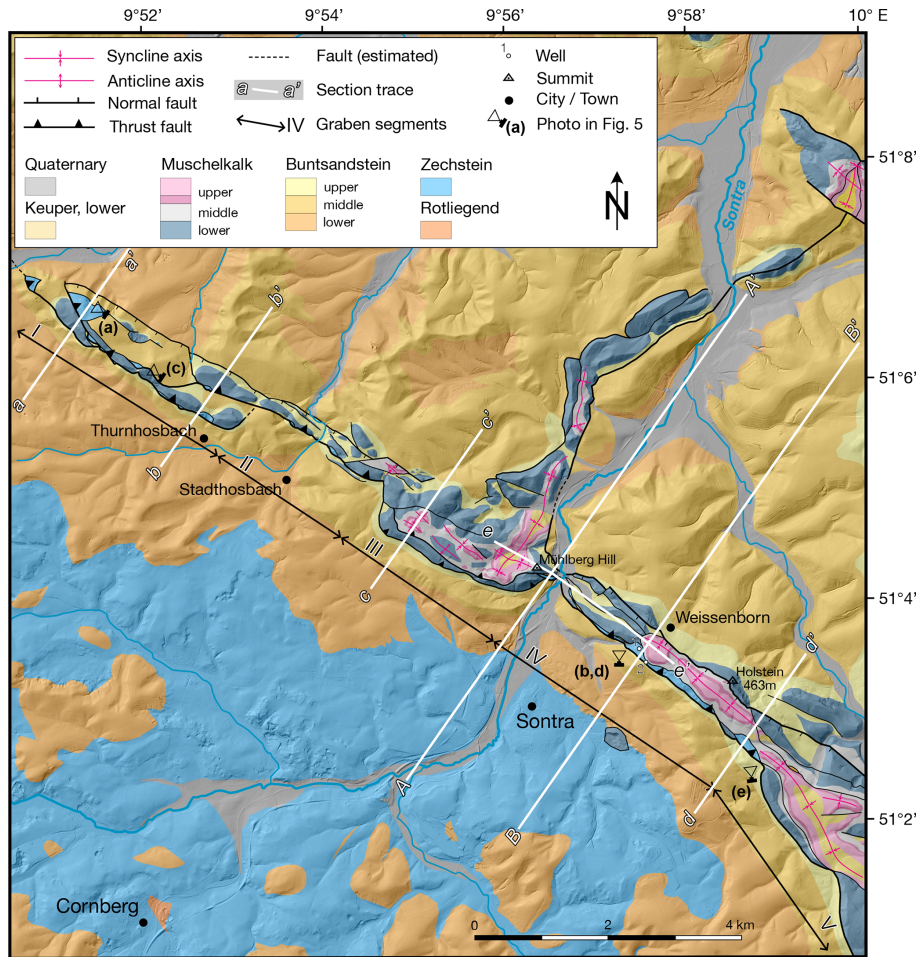 9°52’ 9°54’ 9°56’ 9°58’ 10° E
Syncline axis
Anticline axis
Normal fault
Thrust fault
Fault (estimated)
a a’ Section trace
IV Graben segments
1 Well
Summit
City / Town
(a) Photo in Fig. 5
Quaternary
Keuper, lower
Muschelkalk
upper
middle
lower
Buntsandstein
upper
middle
lower
Zechstein
Rotliegend
N
51°8’
Sontra
a’
b’
A’
(a)
I
B’
51°6’
(c)
a
c’
Thurnhosbach
b
II
Stadthosbach
e
III
Mühlberg Hill
51°4’
c
Weissenborn
d’
IV
(b,d)
e’
Holstein
463m
Sontra
A
(e)
d
B
51°2’
Cornberg
V
0 2 4 km